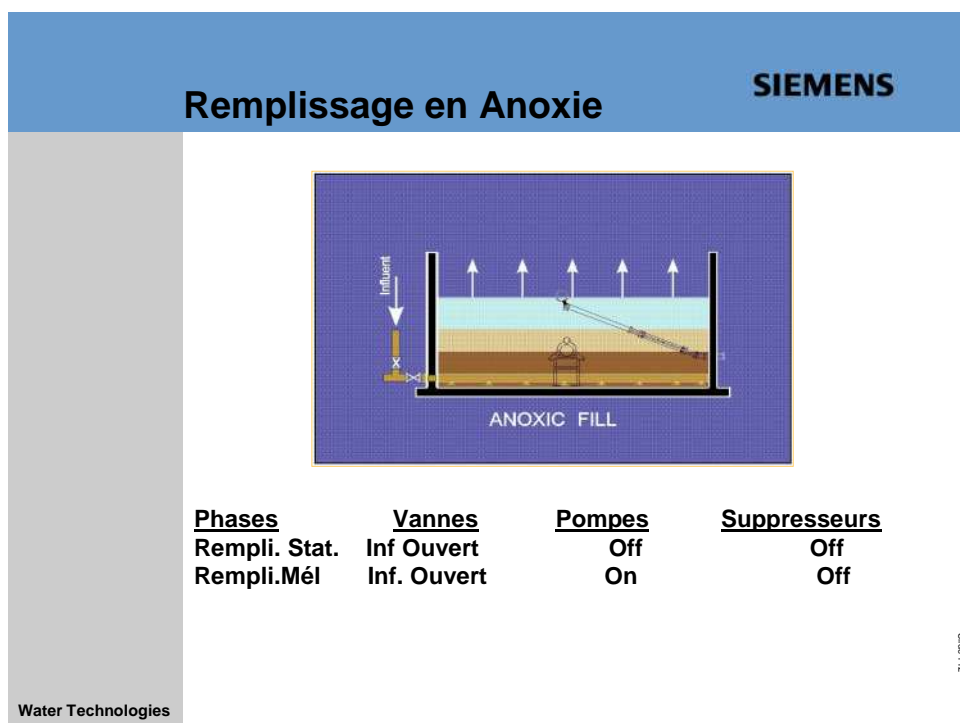 Remplissage en Anoxie
SIEMENS
Influent
ANOXIC FILL
Phases Vannes Pompes Suppresseurs
Rempli. Stat. Inf Ouvert Off Off
Rempli.Mél Inf. Ouvert On Off
Water Technologies